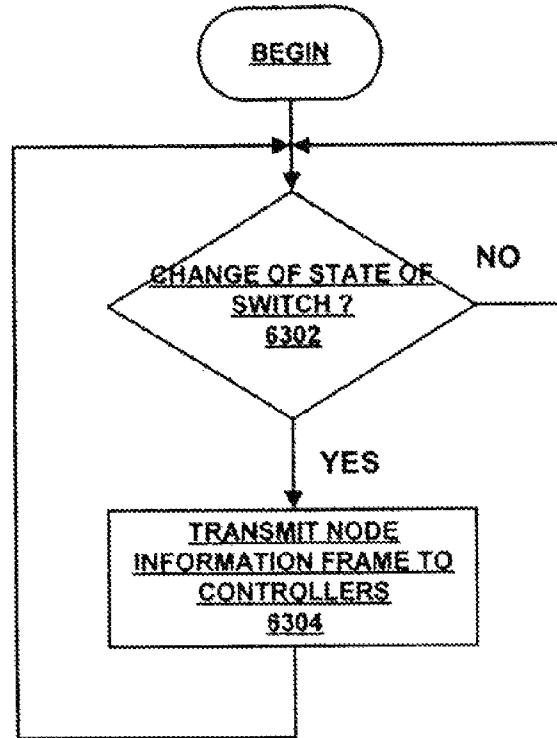 BEGIN
CHANGE OF STATE OF
SWITCH ?
6302
NO
YES
TRANSMIT NODE
INFORMATION FRAME TO
CONTROLLERS
6304